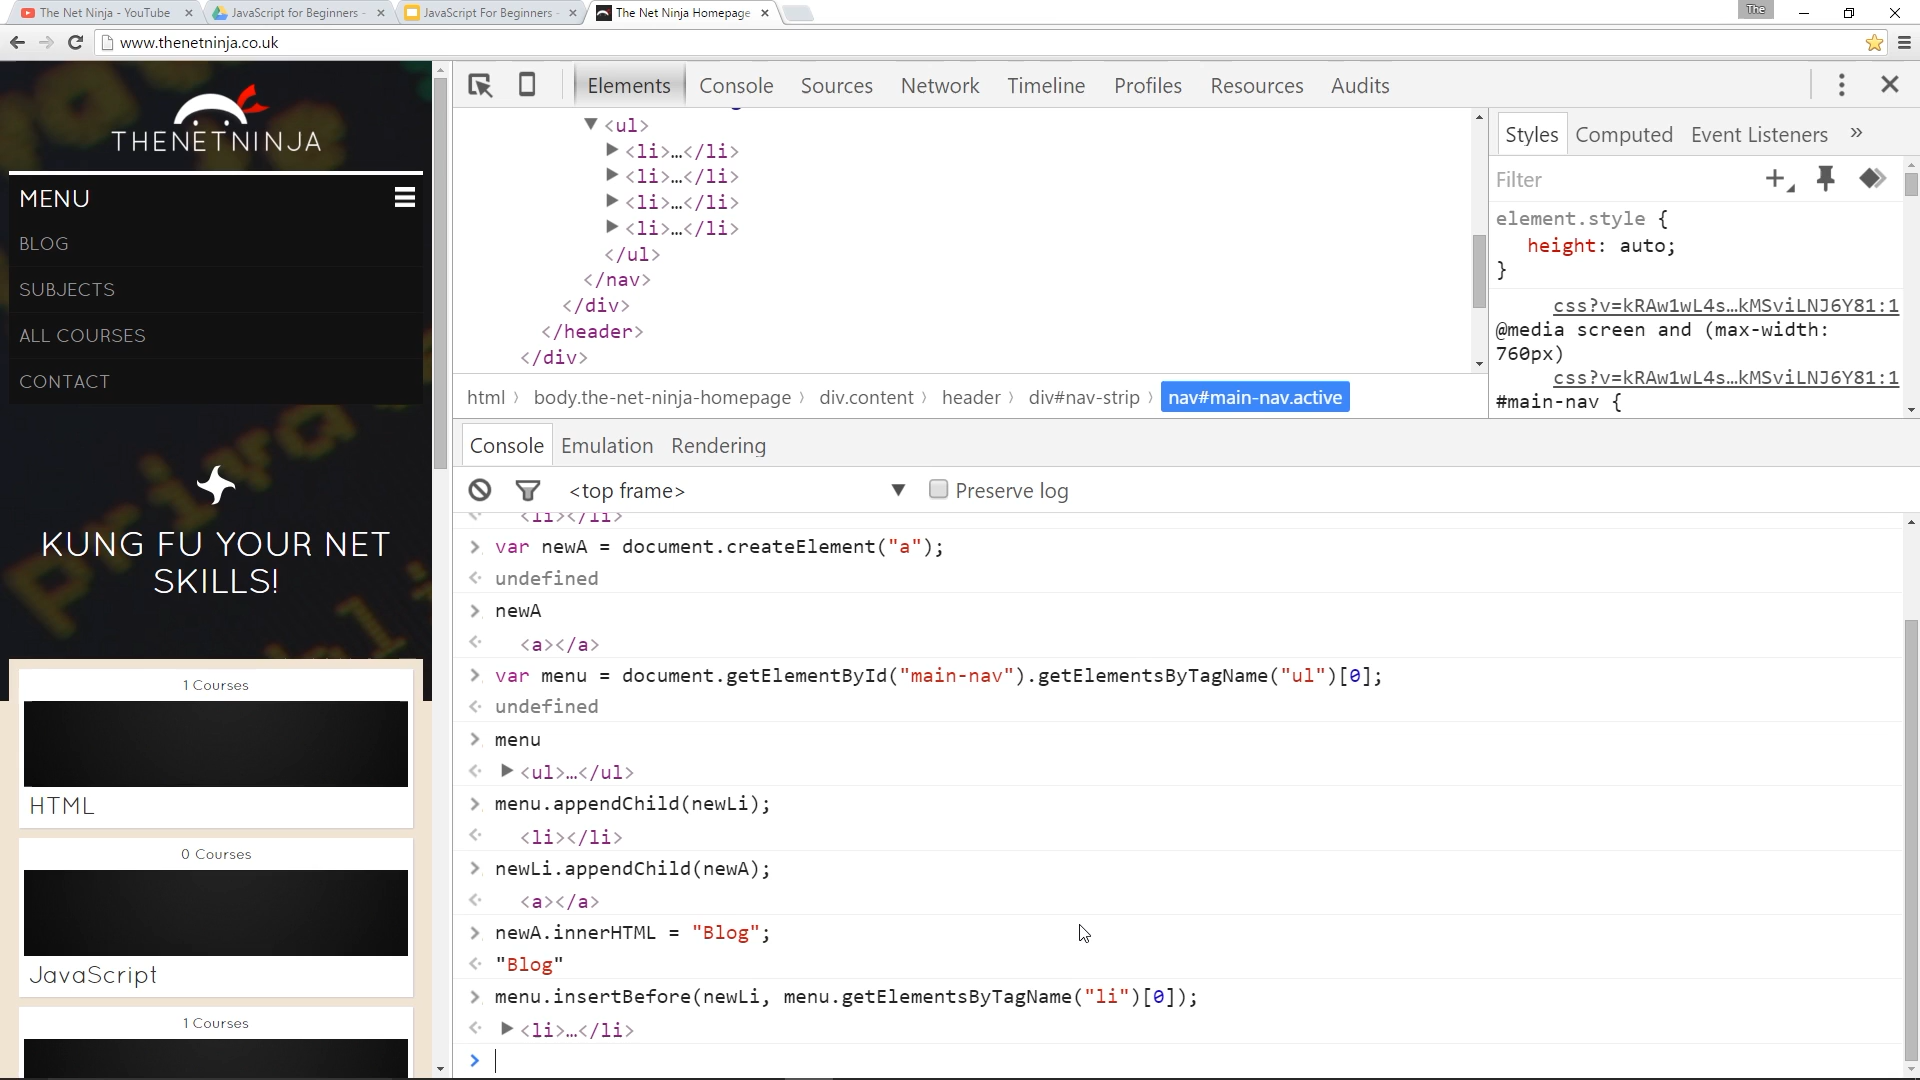 The Net Ninja - YouTube
JavaScript for Beginners -
JavaScript For Beginners -
The Net Ninja Homepage
The
www.thenetninja.co.uk
THENETNINJA
MENU
BLOG
SUBJECTS
ALL COURSES
CONTACT
KUNG FU YOUR NET
SKILLS!
1 Courses
HTML
0 Courses
JavaScript
1 Courses
Elements Console Sources Network Timeline Profiles Resources Audits
<ul>
<li>…</li>
<li>…</li>
<li>…</li>
<li>…</li>
</ul>
</nav>
</div>
</header>
</div>
html body.the-net-ninja-homepage div.content header div#nav-strip nav#main-nav.active
Styles Computed Event Listeners »
Filter
element.style {
height: auto;
}
css?v=kRAw1wL4s…kMSviLNJ6Y81:1
@media screen and (max-width:
760px)
css?v=kRAw1wL4s…kMSviLNJ6Y81:1
#main-nav {
Console Emulation Rendering
<top frame> Preserve log
<li></li>
> var newA = document.createElement("a");
undefined
> newA
<a></a>
> var menu = document.getElementById("main-nav").getElementsByTagName("ul")[0];
undefined
> menu
<ul>…</ul>
> menu.appendChild(newLi);
<li></li>
> newLi.appendChild(newA);
<a></a>
> newA.innerHTML = "Blog";
"Blog"
> menu.insertBefore(newLi, menu.getElementsByTagName("li")[0]);
<li>…</li>
>